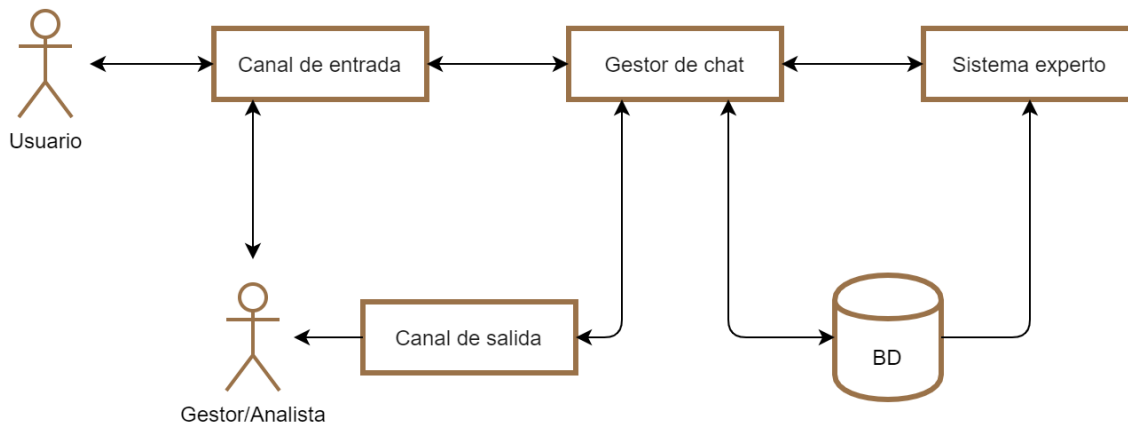 Canal de entrada
Gestor de chat
Sistema experto
Usuario
Canal de salida
BD
Gestor/Analista